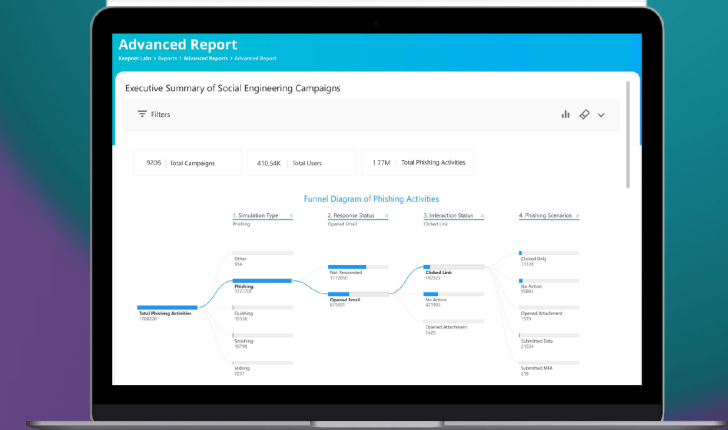 Advanced Report
Keepnet Labs > Reports > Advanced Reports > Advanced Report
Executive Summary of Social Engineering Campaigns
Filters
9206 | Total Campaigns
410.54K | Total Users
1.77M | Total Phishing Activities
Funnel Diagram of Phishing Activities
1. Simulation Type ×
Phishing
2. Response Status ×
Opened Email
3. Interaction Status ×
Clicked Link
4. Phishing Scenarios ×
Total Phishing Activities
Other
Phishing
Quishing
Smishing
Vishing
7231
Not Responded
Opened Email
Clicked Link
No Action
Opened Attachment
1425
Clicked Only
No Action
Opened Attachment
Submitted Data
Submitted MFA